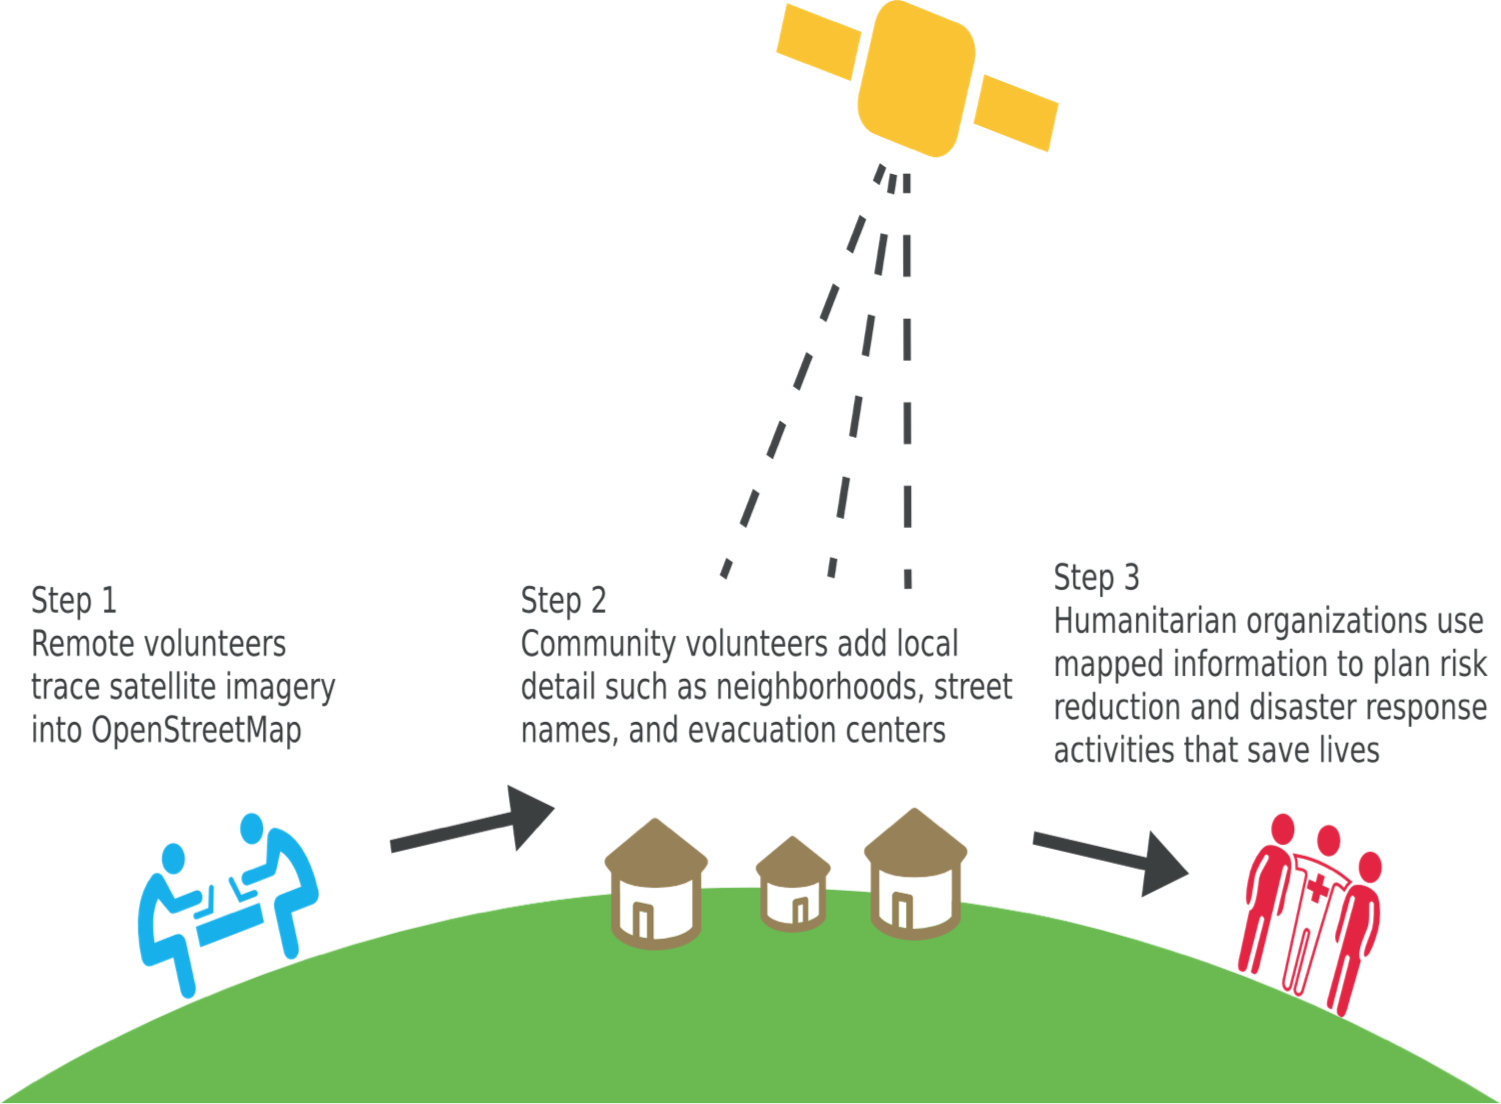 Step 1
Remote volunteers
trace satellite imagery
into OpenStreetMap
Step 2
Community volunteers add local
detail such as neighborhoods, street
names, and evacuation centers
Step 3
Humanitarian organizations use
mapped information to plan risk
reduction and disaster response
activities that save lives